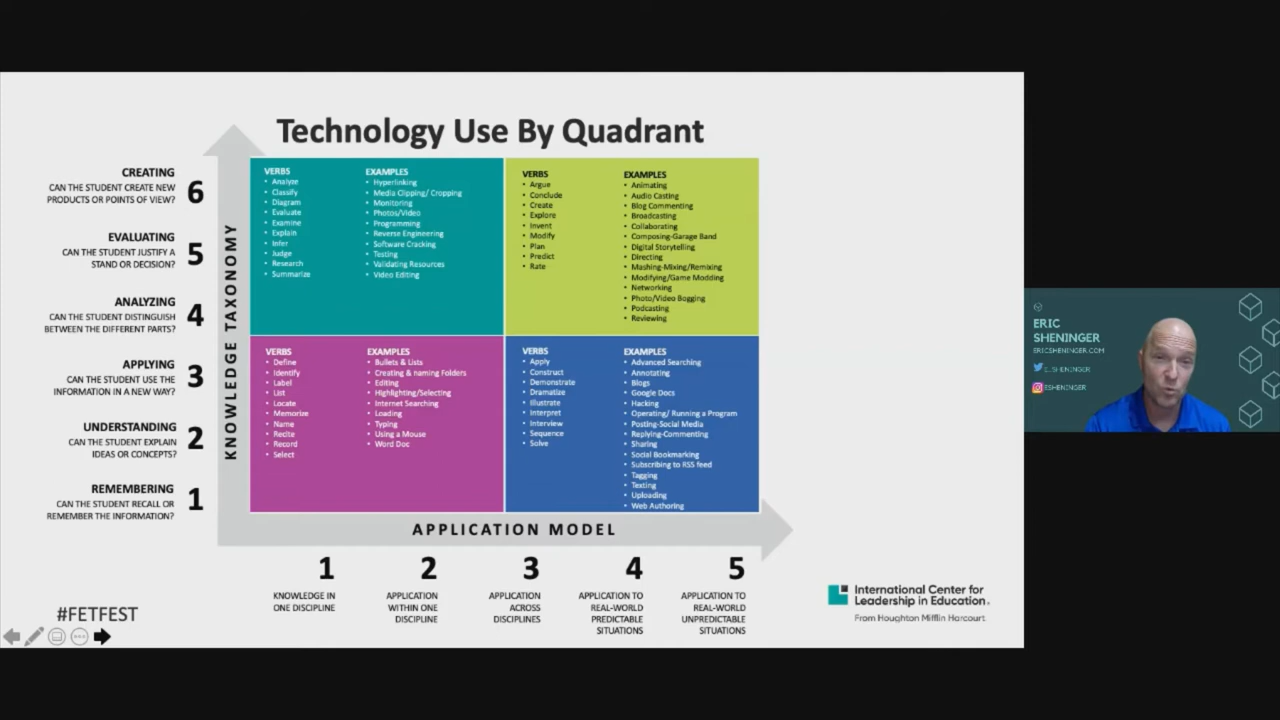 Technology Use By Quadrant
KNOWLEDGE TAXONOMY
CREATING
CAN THE STUDENT CREATE NEW
PRODUCTS OR POINTS OF VIEW?
6
EVALUATING
CAN THE STUDENT JUSTIFY A
STAND OR DECISION?
5
ANALYZING
CAN THE STUDENT DISTINGUISH
BETWEEN THE DIFFERENT PARTS?
4
APPLYING
CAN THE STUDENT USE THE
INFORMATION IN A NEW WAY?
3
UNDERSTANDING
CAN THE STUDENT EXPLAIN
IDEAS OR CONCEPTS?
2
REMEMBERING
CAN THE STUDENT RECALL OR
REMEMBER THE INFORMATION?
1
VERBS
• Analyze
• Classify
• Diagram
• Evaluate
• Examine
• Explain
• Infer
• Judge
• Research
• Summarize
EXAMPLES
• Hyperlinking
• Media Clipping/ Cropping
• Monitoring
• Photos/Video
• Programming
• Reverse Engineering
• Software Cracking
• Testing
• Validating Resources
• Video Editing
VERBS
• Argue
• Conclude
• Create
• Explore
• Invent
• Modify
• Plan
• Predict
• Rate
EXAMPLES
• Animating
• Audio Casting
• Blog Commenting
• Broadcasting
• Collaborating
• Composing-Garage Band
• Digital Storytelling
• Directing
• Mashing-Mixing/Remixing
• Modifying/Game Modding
• Networking
• Photo/Video Bogging
• Podcasting
• Reviewing
VERBS
• Define
• Identify
• Label
• List
• Locate
• Memorize
• Name
• Recite
• Record
• Select
EXAMPLES
• Bullets & Lists
• Creating & naming Folders
• Editing
• Highlighting/Selecting
• Internet Searching
• Loading
• Typing
• Using a Mouse
• Word Doc
VERBS
• Apply
• Construct
• Demonstrate
• Dramatize
• Illustrate
• Interpret
• Interview
• Sequence
• Solve
EXAMPLES
• Advanced Searching
• Annotating
• Blogs
• Google Docs
• Hacking
• Operating/ Running a Program
• Posting-Social Media
• Replying-Commenting
• Sharing
• Social Bookmarking
• Subscribing to RSS feed
• Tagging
• Texting
• Uploading
• Web Authoring
APPLICATION MODEL
1
KNOWLEDGE IN
ONE DISCIPLINE
2
APPLICATION
WITHIN ONE
DISCIPLINE
3
APPLICATION
ACROSS
DISCIPLINES
4
APPLICATION TO
REAL-WORLD
PREDICTABLE
SITUATIONS
5
APPLICATION TO
REAL-WORLD
UNPREDICTABLE
SITUATIONS
#FETFEST
International Center for
Leadership in Education.
From Houghton Mifflin Harcourt
ERIC
SHENINGER
ERICSHENINGER.COM
E_SHENINGER
ESHENINGER